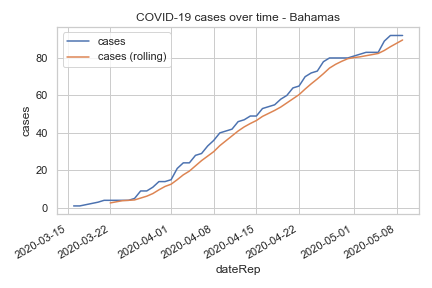 COVID-19 cases over time - Bahamas
cases
cases (rolling)
80
60
40
20
0
cases
2020-03-15
2020-03-22
2020-04-01
2020-04-08
2020-04-15
2020-04-22
2020-05-01
2020-05-08
dateRep